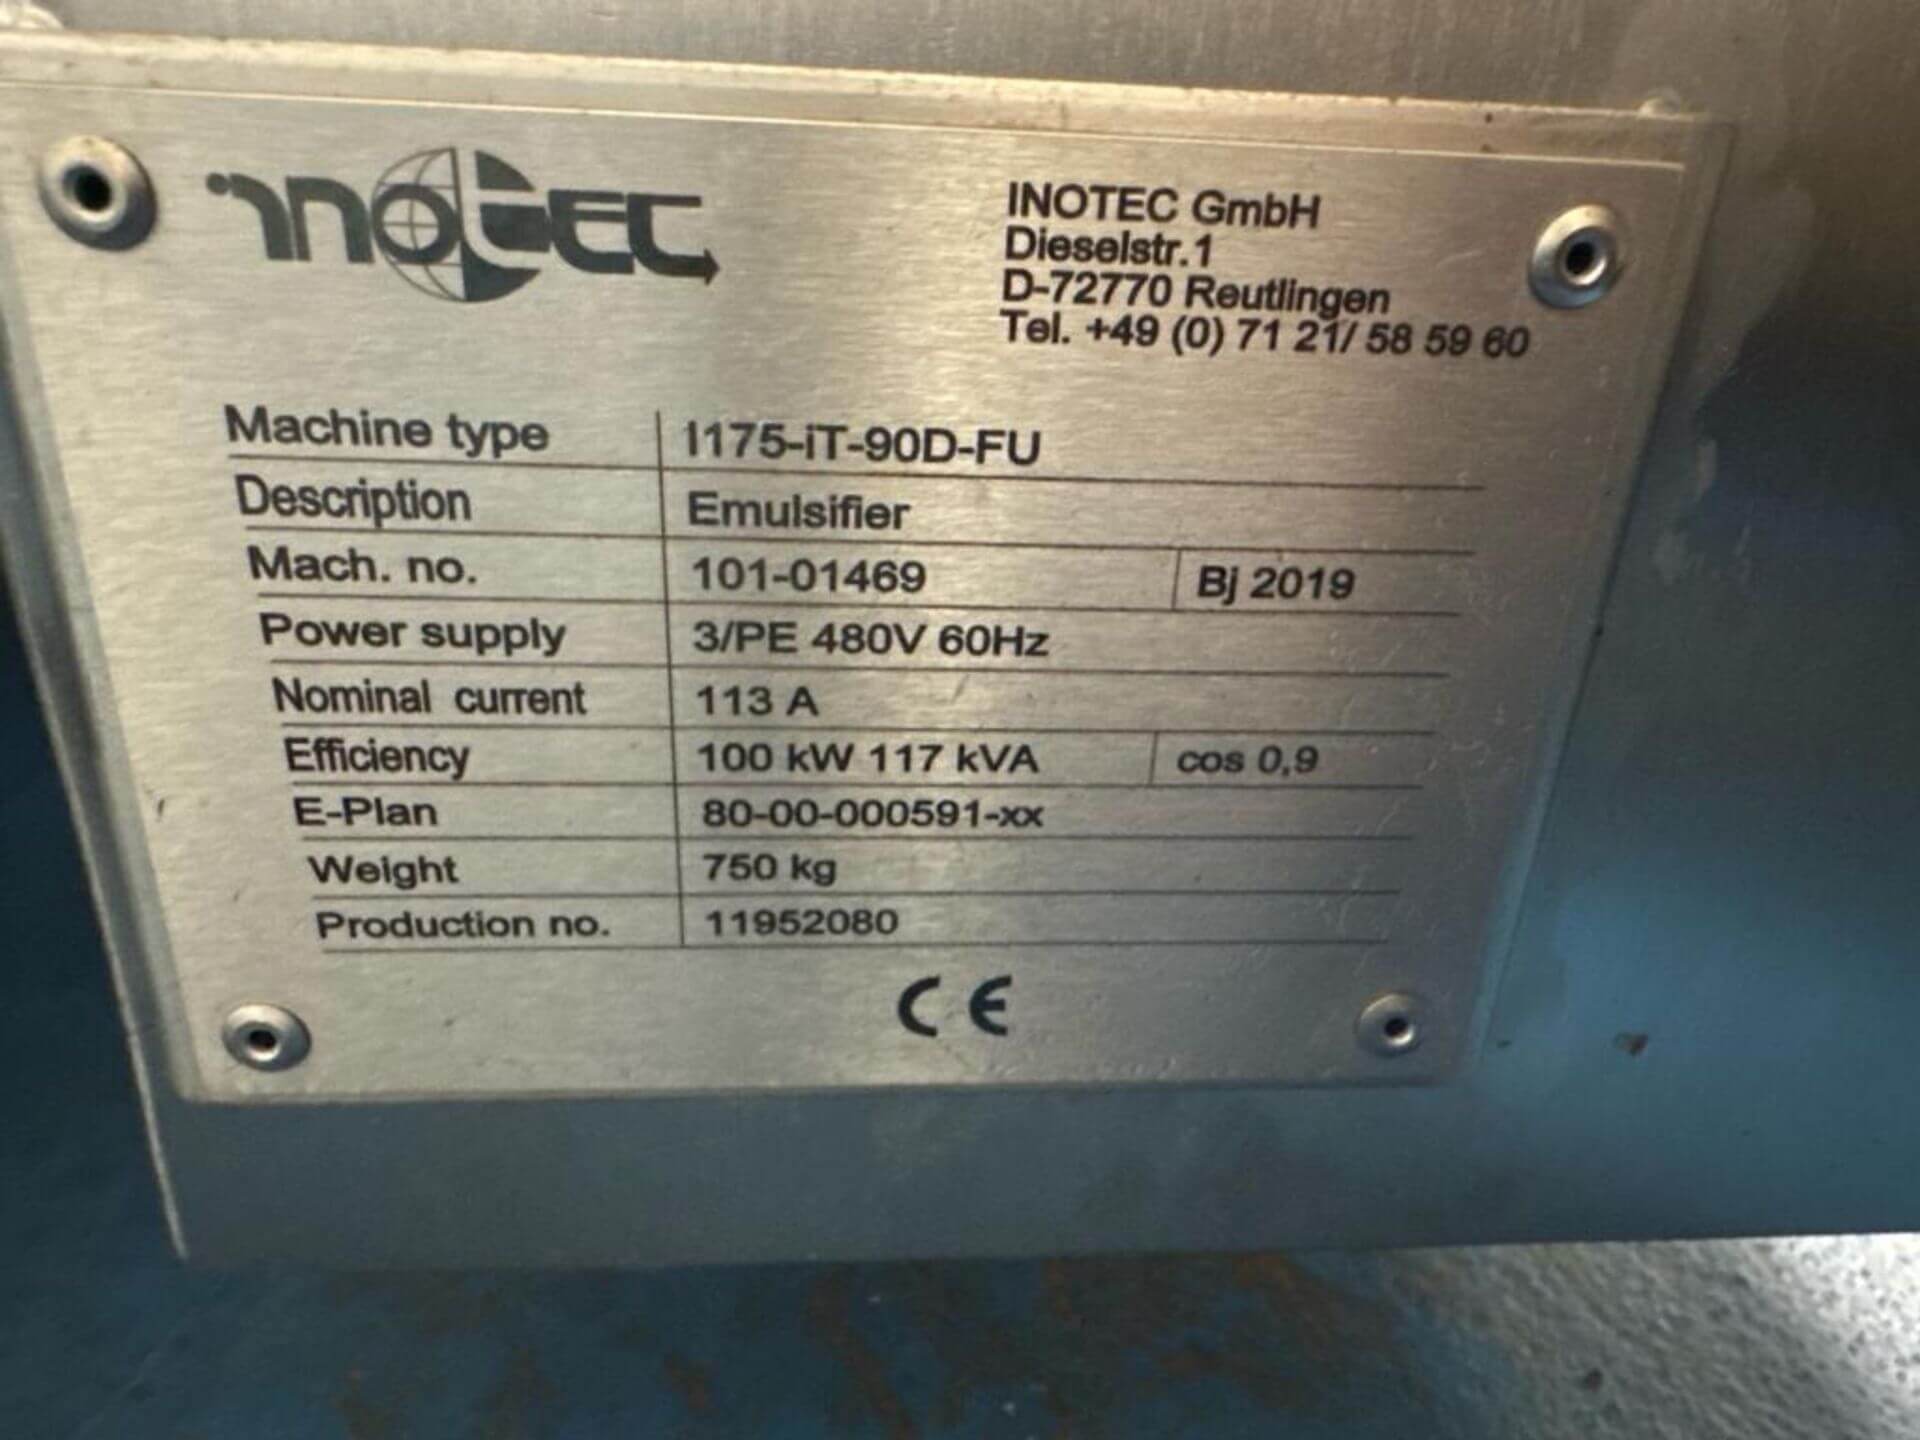 inotec
INOTEC GmbH
Dieselstr.1
D-72770 Reutlingen
Tel. +49 (0) 71 21/ 58 59 60
Machine type I175-iT-90D-FU
Description Emulsifier
Mach. no. 101-01469 Bj 2019
Power supply 3/PE 480V 60Hz
Nominal current 113 A
Efficiency 100 kW 117 kVA cos 0,9
E-Plan 80-00-000591-xx
Weight 750 kg
Production no. 11952080
CE